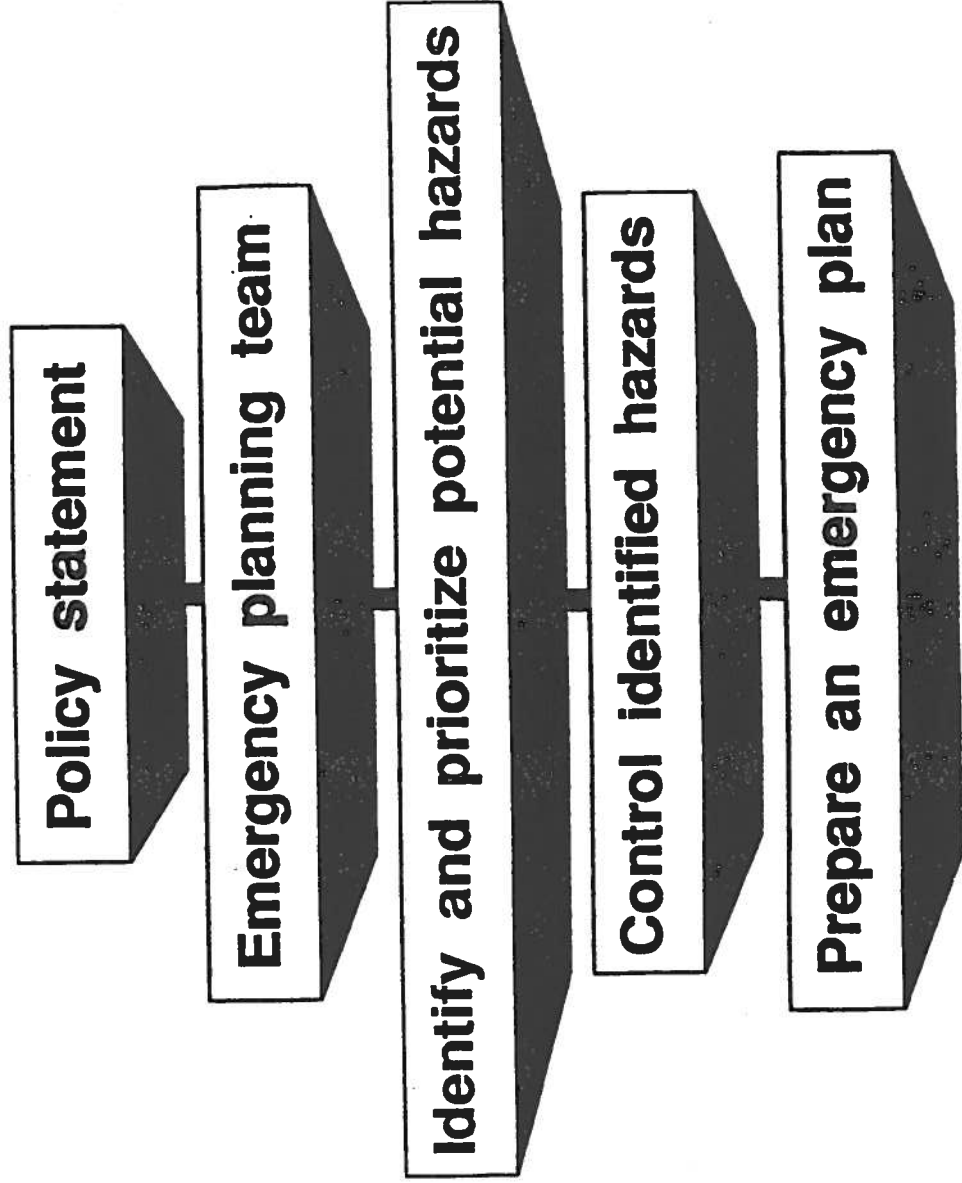 Policy statement
Emergency planning team
Identify and prioritize potential hazards
Control identified hazards
Prepare an emergency plan